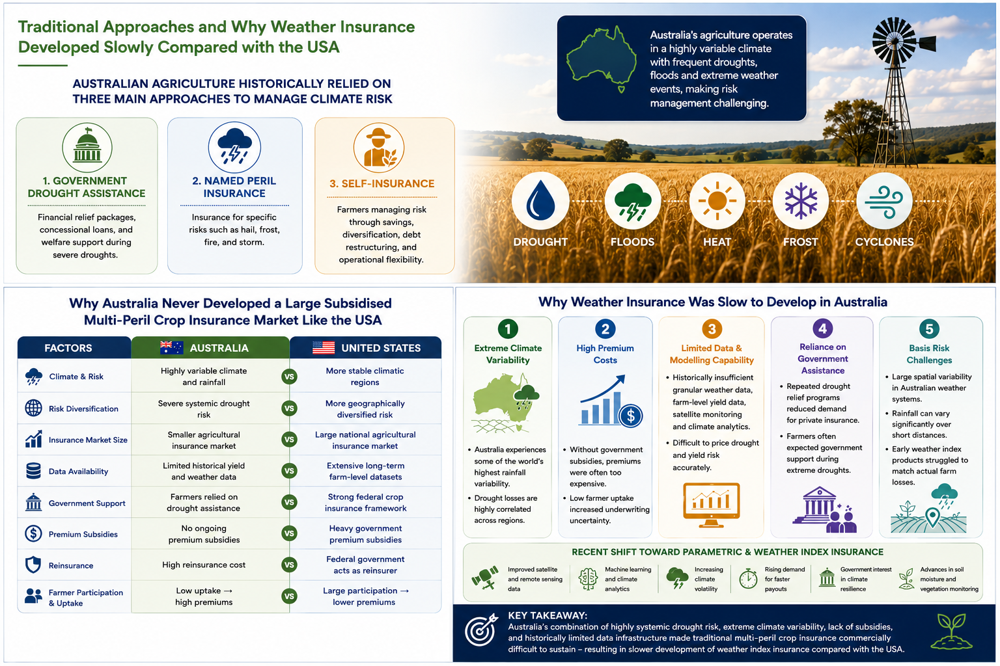 Traditional Approaches and Why Weather Insurance
Developed Slowly Compared with the USA
AUSTRALIAN AGRICULTURE HISTORICALLY RELIED ON
THREE MAIN APPROACHES TO MANAGE CLIMATE RISK
1. GOVERNMENT
DROUGHT ASSISTANCE
Financial relief packages,
concessional loans, and
welfare support during
severe droughts.
2. NAMED PERIL
INSURANCE
Insurance for specific
risks such as hail, frost,
fire, and storm.
3. SELF-INSURANCE
Farmers managing risk
through savings,
diversification, debt
restructuring, and
operational flexibility.
Australia's agriculture operates
in a highly variable climate
with frequent droughts,
floods and extreme weather
events, making risk
management challenging.
DROUGHT
FLOODS
HEAT
FROST
CYCLONES
Why Australia Never Developed a Large Subsidised
Multi-Peril Crop Insurance Market Like the USA
FACTORS
AUSTRALIA
UNITED STATES
Climate & Risk
Highly variable climate
and rainfall
VS
More stable climatic
regions
Risk Diversification
Severe systemic drought
risk
VS
More geographically
diversified risk
Insurance Market Size
Smaller agricultural
insurance market
VS
Large national agricultural
insurance market
Data Availability
Limited historical yield
and weather data
VS
Extensive long-term
farm-level datasets
Government Support
Farmers relied on
drought assistance
VS
Strong federal crop
insurance framework
Premium Subsidies
No ongoing
premium subsidies
VS
Heavy government
premium subsidies
Reinsurance
High reinsurance cost
VS
Federal government
acts as reinsurer
Farmer Participation
& Uptake
Low uptake →
high premiums
VS
Large participation →
lower premiums
Why Weather Insurance Was Slow to Develop in Australia
1
Extreme Climate
Variability
• Australia experiences
some of the world's
highest rainfall
variability.
• Drought losses are
highly correlated
across regions.
2
High Premium
Costs
$
• Without government
subsidies, premiums
were often too
expensive.
• Low farmer uptake
increased underwriting
uncertainty.
3
Limited Data &
Modelling Capability
• Historically insufficient
granular weather data,
farm-level yield data,
satellite monitoring
and climate analytics.
• Difficult to price drought
and yield risk
accurately.
4
Reliance on
Government
Assistance
• Repeated drought
relief programs
reduced demand
for private insurance.
• Farmers often
expected government
support during
extreme droughts.
5
Basis Risk
Challenges
• Large spatial variability
in Australian weather
systems.
• Rainfall can vary
significantly over
short distances.
• Early weather index
products struggled to
match actual farm
losses.
RECENT SHIFT TOWARD PARAMETRIC & WEATHER INDEX INSURANCE
Improved satellite
and remote sensing
data
Machine learning
and climate
analytics
Increasing
climate
volatility
Rising demand
for faster
payouts
Government interest
in climate
resilience
Advances in soil
moisture and
vegetation monitoring
KEY TAKEAWAY:
Australia's combination of highly systemic drought risk, extreme climate variability, lack of subsidies,
and historically limited data infrastructure made traditional multi-peril crop insurance commercially
difficult to sustain – resulting in slower development of weather index insurance compared with the USA.